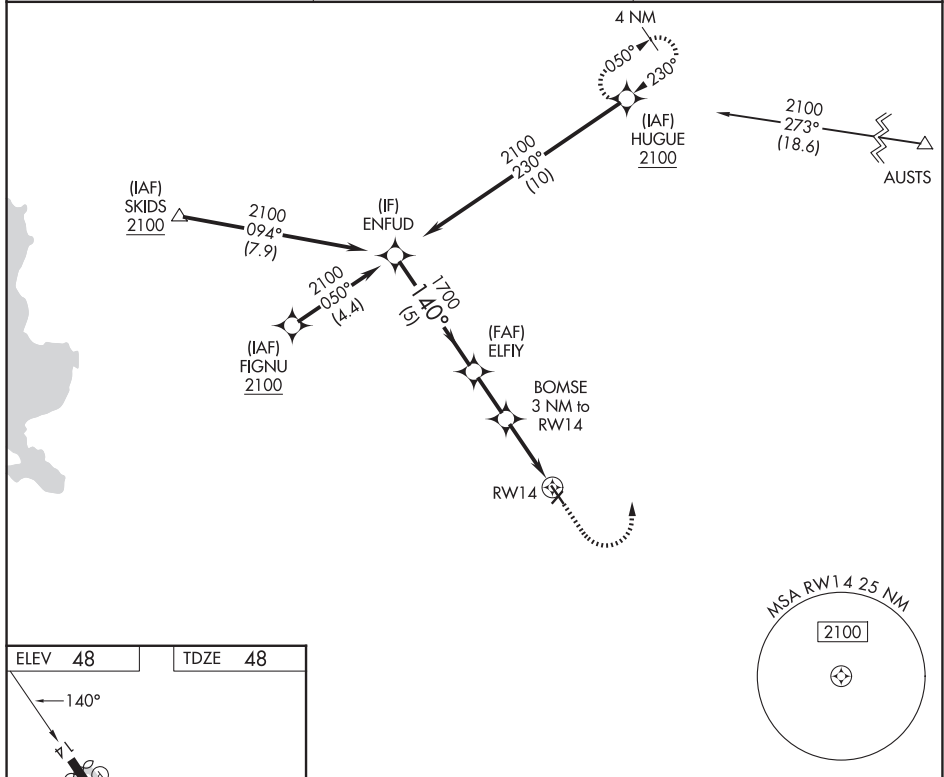 4 NM
050°
230°
(IAF)
HUGUE
2100
2100
273°
(18.6)
AUSTS
2100
230°
(10)
(IAF)
SKIDS
2100
2100
094°
(7.9)
(IF)
ENFUD
2100
050°
(4.4)
(IAF)
FIGNU
2100
1700
140°
(5)
(FAF)
ELFIY
BOMSE
3 NM to
RW14
RW14
MSA RW14 25 NM
2100
ELEV 48
TDZE 48
140°
14